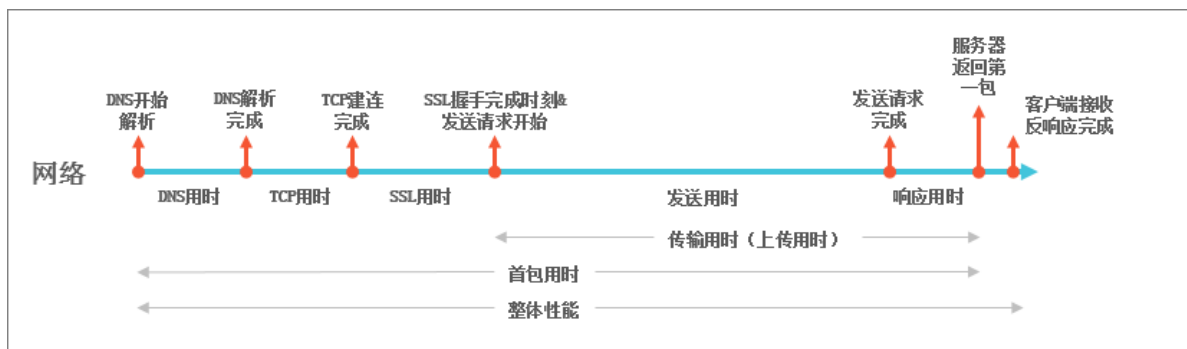 DNS开始
解析
DNS解析
完成
TCP建连
完成
SSL握手完成时刻&
发送请求开始
发送请求
完成
服务器
返回第
一包
客户端接收
反响应完成
网络
DNS用时
TCP用时
SSL用时
发送用时
响应用时
传输用时（上传用时）
首包用时
整体性能